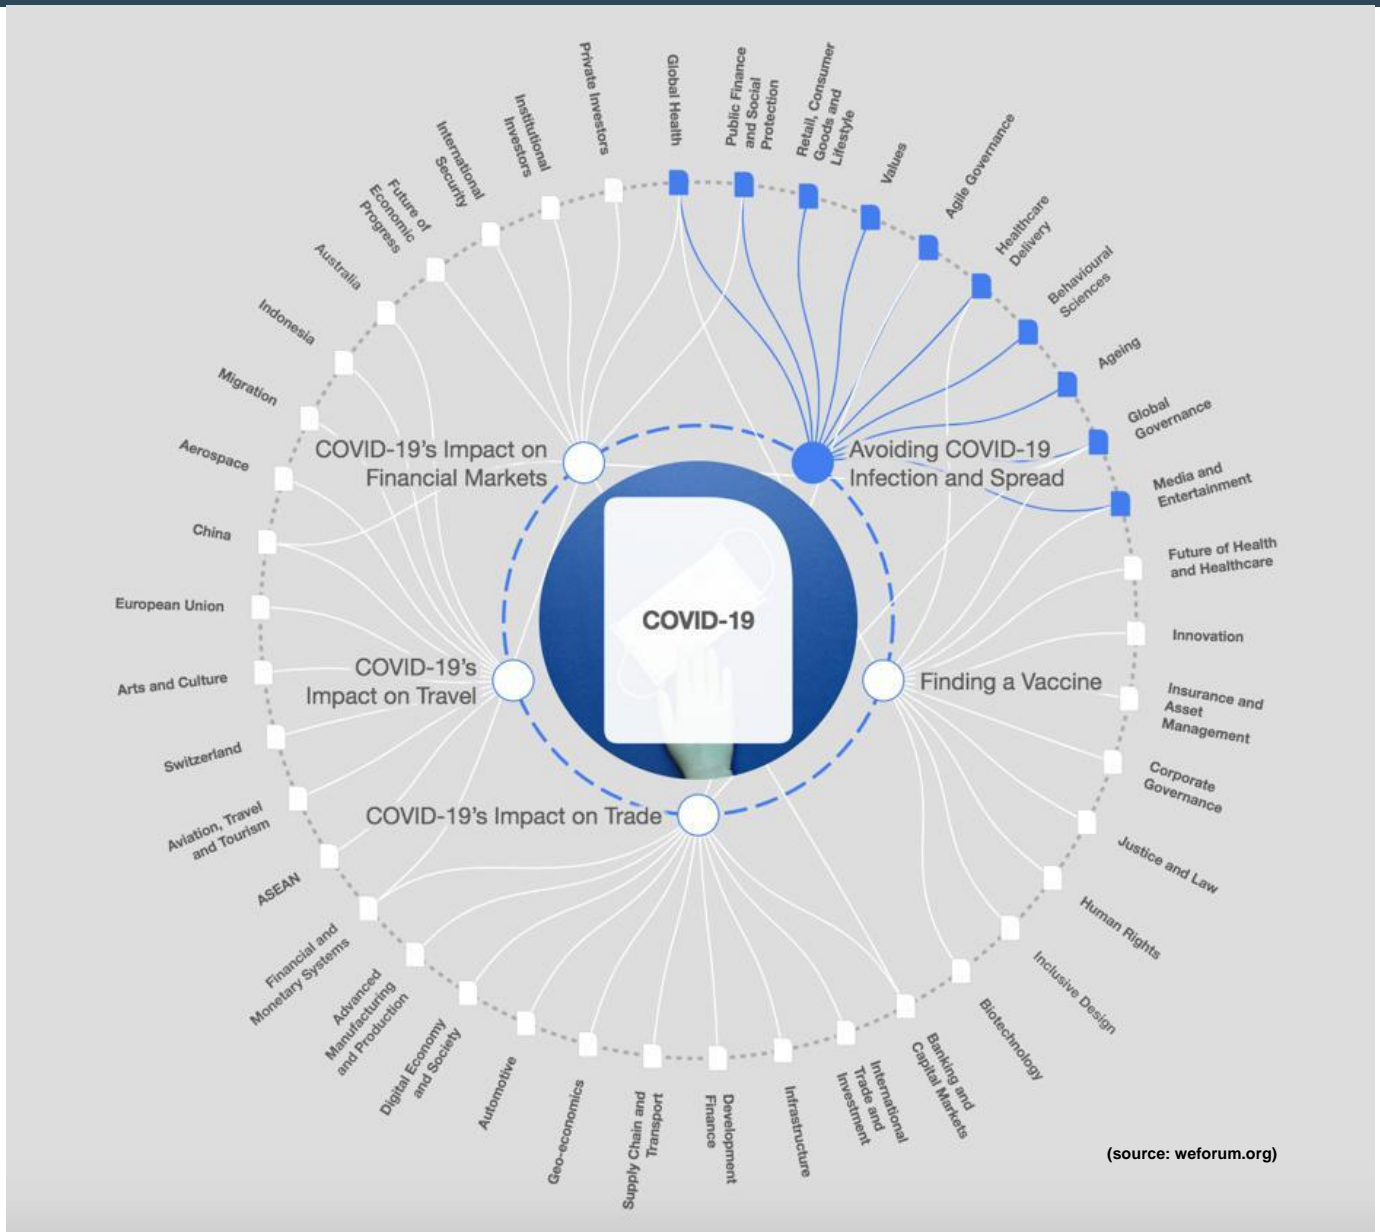 Private Investors
Global Health
Public Finance
and Social
Protection
Retail, Consumer
Goods and
Lifestyle
Values
Agile Governance
Healthcare
Delivery
Behavioural
Sciences
Ageing
Global
Governance
Media and
Entertainment
Future of Health
and Healthcare
Innovation
Insurance and
Asset
Management
Corporate
Governance
Justice and Law
Human Rights
Inclusive Design
Biotechnology
Banking and
Capital Markets
International
Trade and
Investment
Infrastructure
Development
Finance
Supply Chain and
Transport
Geo-economics
Automotive
Digital Economy
and Society
Advanced
Manufacturing
and Production
Financial and
Monetary Systems
ASEAN
Aviation, Travel
and Tourism
Switzerland
Arts and Culture
European Union
China
Aerospace
Migration
Indonesia
Australia
Future of
Economic
Progress
International
Security
Institutional
Investors
COVID-19's Impact on
Financial Markets
Avoiding COVID-19
Infection and Spread
COVID-19
COVID-19's
Impact on Travel
Finding a Vaccine
COVID-19's Impact on Trade
(source: weforum.org)